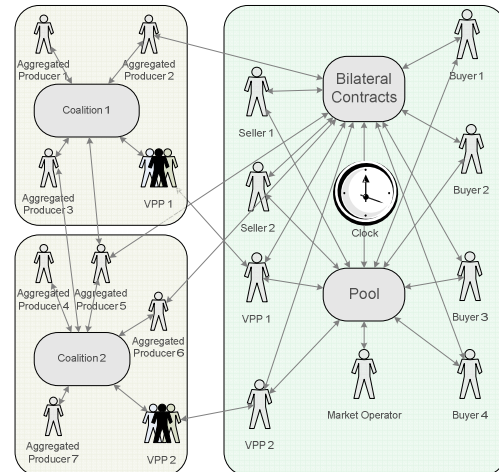 Aggregated
Producer 1
Aggregated
Producer 2
Coalition 1
Aggregated
Producer 3
VPP 1
Aggregated
Producer 4
Aggregated
Producer 5
Aggregated
Producer 6
Coalition 2
Aggregated
Producer 7
VPP 2
Bilateral
Contracts
Seller 1
Seller 2
Clock
VPP 1
Pool
VPP 2
Market Operator
Buyer 1
Buyer 2
Buyer 3
Buyer 4